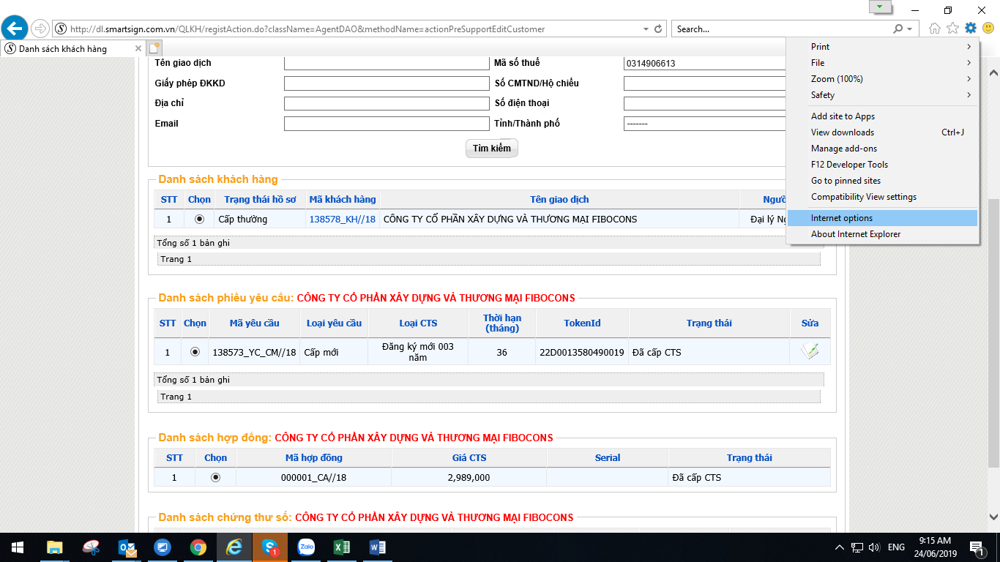 http://dl.smartsign.com.vn/QLKH/registAction.do?className=AgentDAO&methodName=actionPreSupportEditCustomer
Search...
Danh sách khách hàng
Print
File
Zoom (100%)
Safety
Add site to Apps
View downloads Ctrl+J
Manage add-ons
F12 Developer Tools
Go to pinned sites
Compatibility View settings
Internet options
About Internet Explorer
Tên giao dịch Mã số thuế 0314906613
Giấy phép ĐKKD Số CMTND/Hộ chiếu
Địa chỉ Số điện thoại
Email Tỉnh/Thành phố -------
Tìm kiếm
Danh sách khách hàng
STT Chọn Trạng thái hồ sơ Mã khách hàng Tên giao dịch Ngườ
1 Cấp thường 138578_KH//18 CÔNG TY CỔ PHẦN XÂY DỰNG VÀ THƯƠNG MẠI FIBOCONS Đại lý Ng
Tổng số 1 bản ghi
Trang 1
Danh sách phiếu yêu cầu: CÔNG TY CỔ PHẦN XÂY DỰNG VÀ THƯƠNG MẠI FIBOCONS
STT Chọn Mã yêu cầu Loại yêu cầu Loại CTS Thời hạn (tháng) TokenId Trạng thái Sửa
1 138573_YC_CM//18 Cấp mới Đăng ký mới 003 năm 36 22D0013580490019 Đã cấp CTS
Tổng số 1 bản ghi
Trang 1
Danh sách hợp đồng: CÔNG TY CỔ PHẦN XÂY DỰNG VÀ THƯƠNG MẠI FIBOCONS
STT Chọn Mã hợp đồng Giá CTS Serial Trạng thái
1 000001_CA//18 2,989,000 Đã cấp CTS
Danh sách chứng thư số: CÔNG TY CỔ PHẦN XÂY DỰNG VÀ THƯƠNG MẠI FIBOCONS
1
Zalo
ENG
9:15 AM
24/06/2019
1